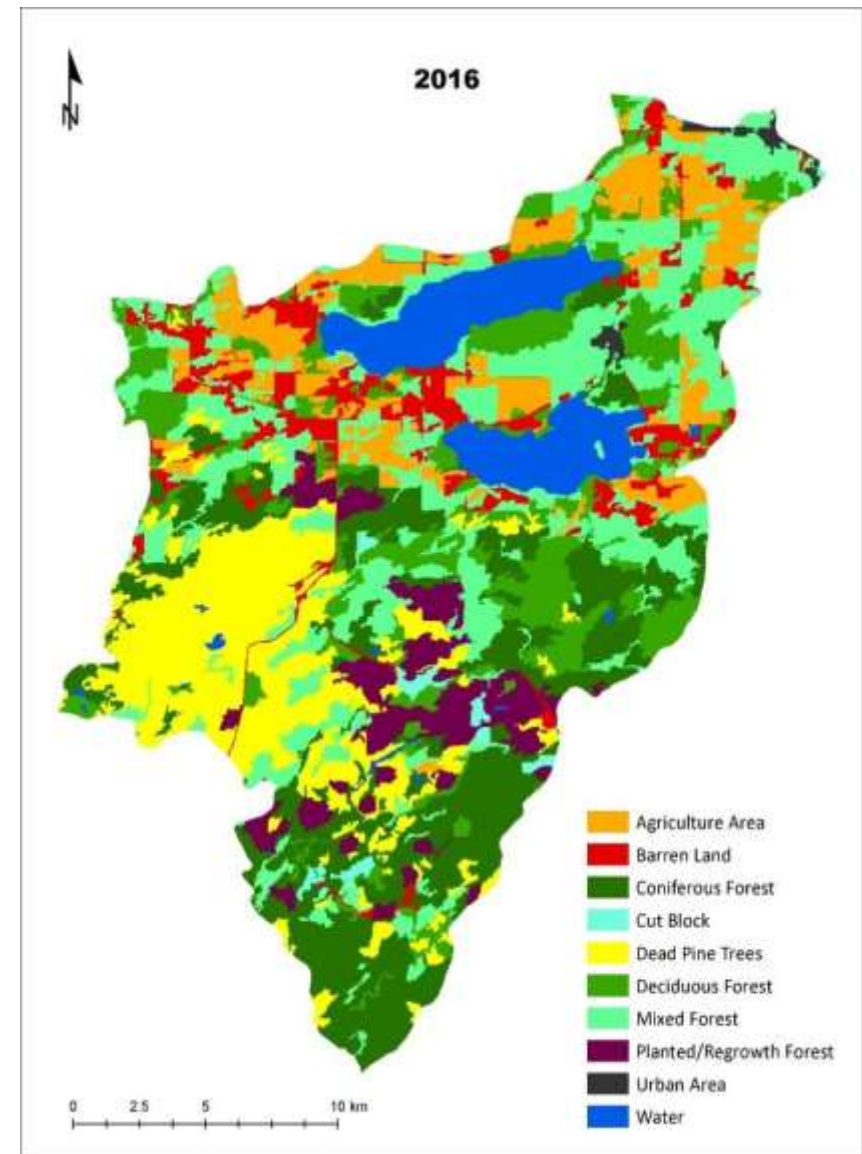 2016
N
Agriculture Area
Barren Land
Coniferous Forest
Cut Block
Dead Pine Trees
Deciduous Forest
Mixed Forest
Planted/Regrowth Forest
Urban Area
Water
0 2.5 5 10 km